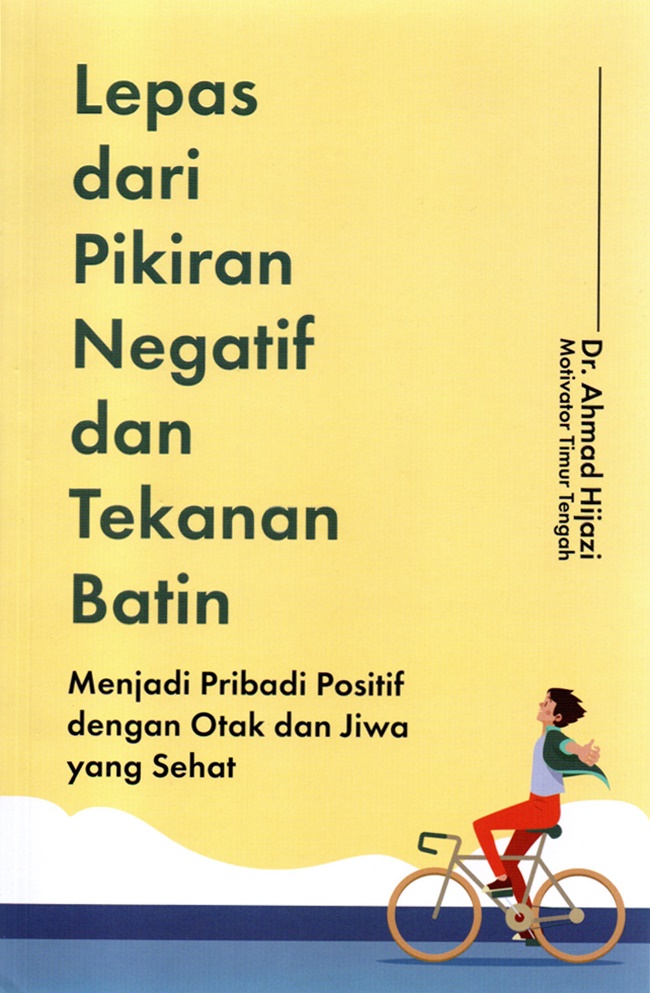 Lepas
dari
Pikiran
Negatif
dan
Tekanan
Batin
Menjadi Pribadi Positif
dengan Otak dan Jiwa
yang Sehat
Dr. Ahmad Hijazi
Motivator Timur Tengah